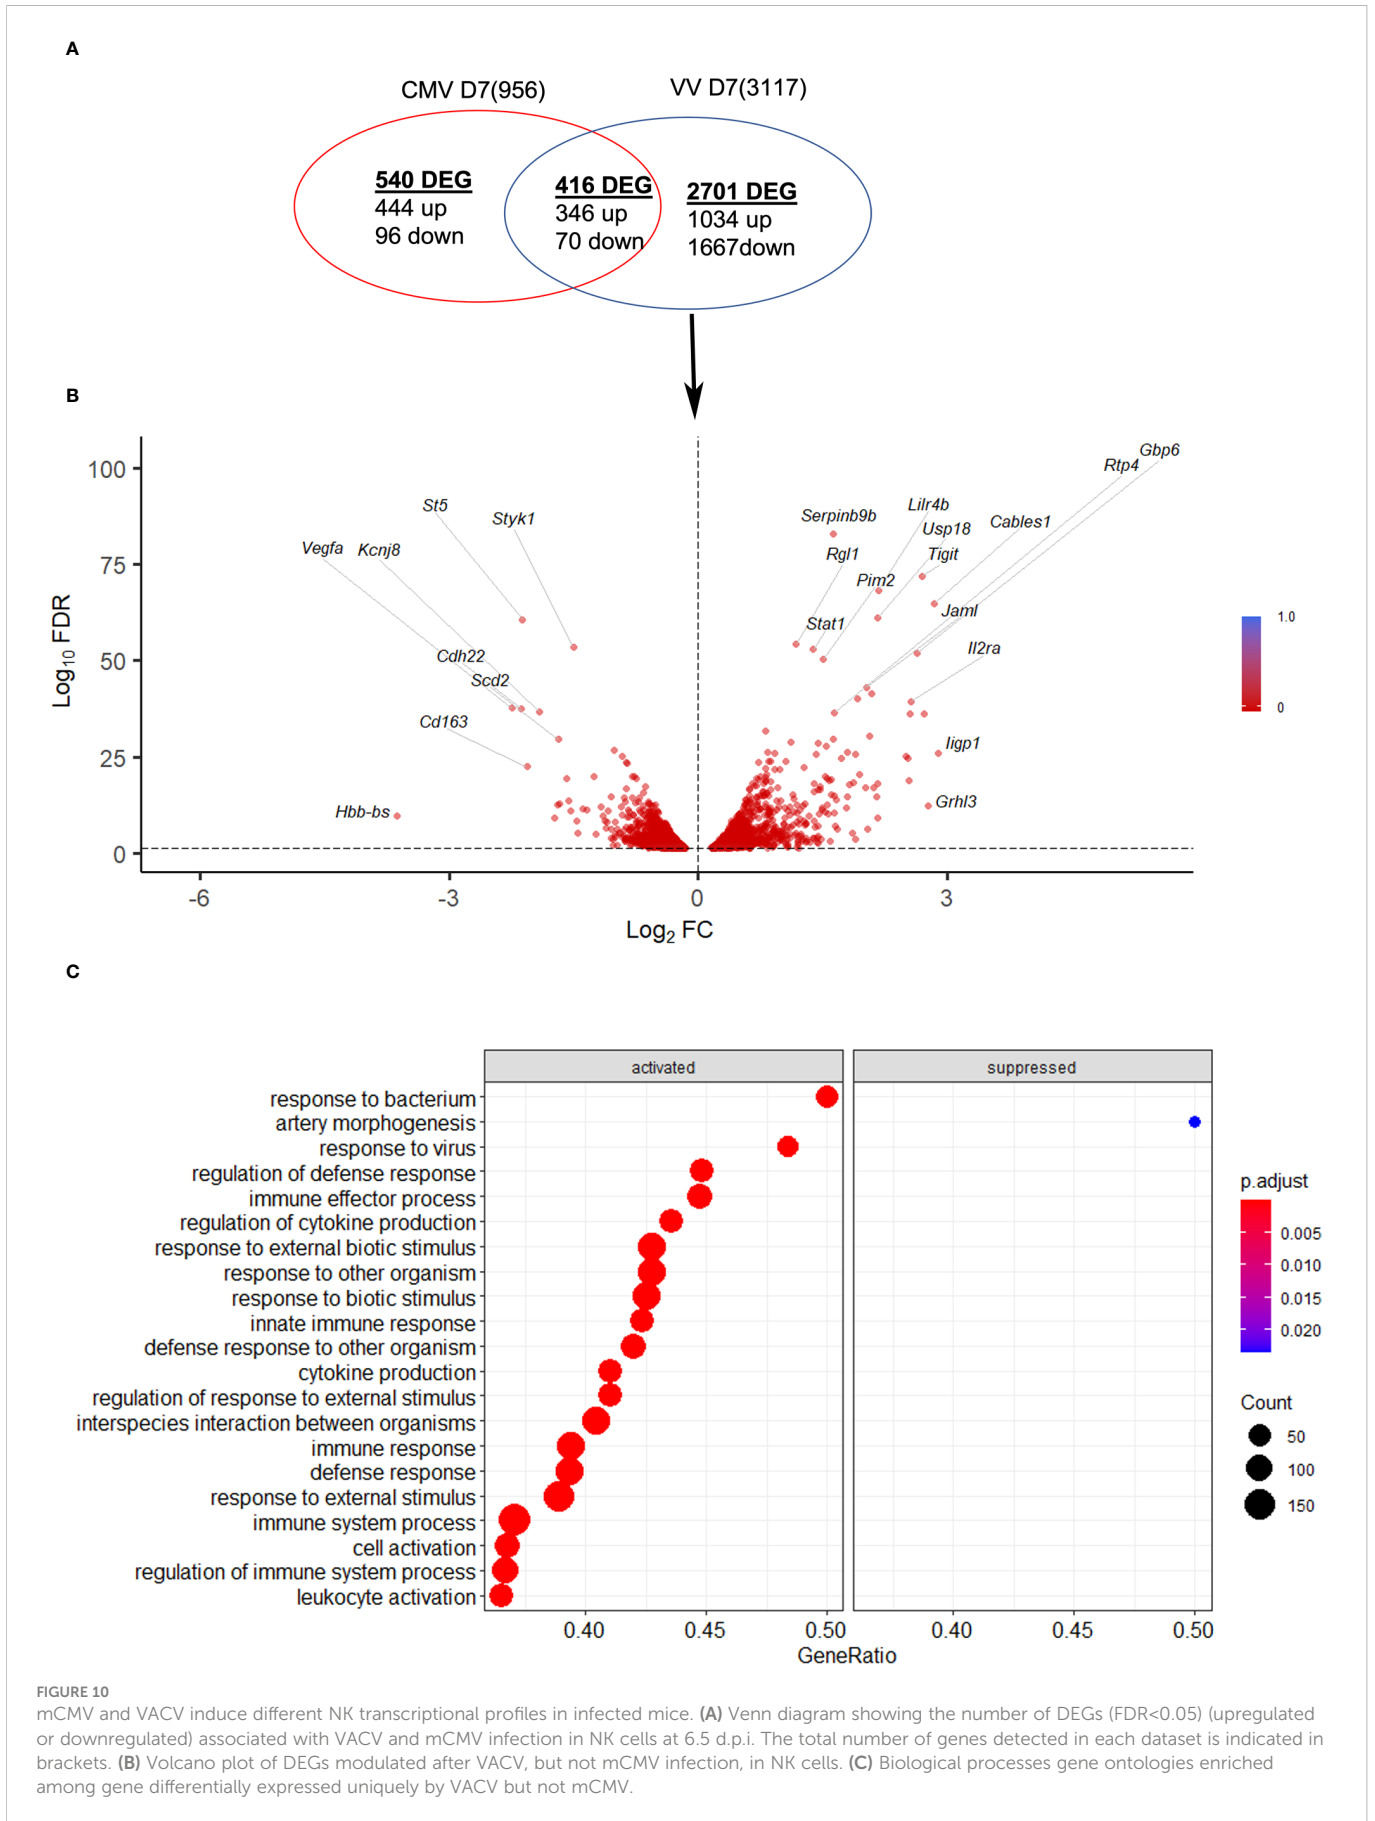 A
CMV D7(956)
VV D7(3117)
540 DEG
444 up
96 down
416 DEG
346 up
70 down
2701 DEG
1034 up
1667down
B
Log10 FDR
100
75
50
25
0
-6
-3
0
3
Log2 FC
St5
Styk1
Vegfa
Kcnj8
Cdh22
Scd2
Cd163
Hbb-bs
Gbp6
Rtp4
Lilr4b
Serpinb9b
Usp18
Cables1
Rgl1
Tigit
Pim2
Jaml
Stat1
Il2ra
Iigp1
Grhl3
1.0
0
C
activated
suppressed
response to bacterium
artery morphogenesis
response to virus
regulation of defense response
immune effector process
regulation of cytokine production
response to external biotic stimulus
response to other organism
response to biotic stimulus
innate immune response
defense response to other organism
cytokine production
regulation of response to external stimulus
interspecies interaction between organisms
immune response
defense response
response to external stimulus
immune system process
cell activation
regulation of immune system process
leukocyte activation
0.40
0.45
0.50
0.40
0.45
0.50
GeneRatio
p.adjust
0.005
0.010
0.015
0.020
Count
50
100
150
FIGURE 10
mCMV and VACV induce different NK transcriptional profiles in infected mice. (A) Venn diagram showing the number of DEGs (FDR<0.05) (upregulated
or downregulated) associated with VACV and mCMV infection in NK cells at 6.5 d.p.i. The total number of genes detected in each dataset is indicated in
brackets. (B) Volcano plot of DEGs modulated after VACV, but not mCMV infection, in NK cells. (C) Biological processes gene ontologies enriched
among gene differentially expressed uniquely by VACV but not mCMV.